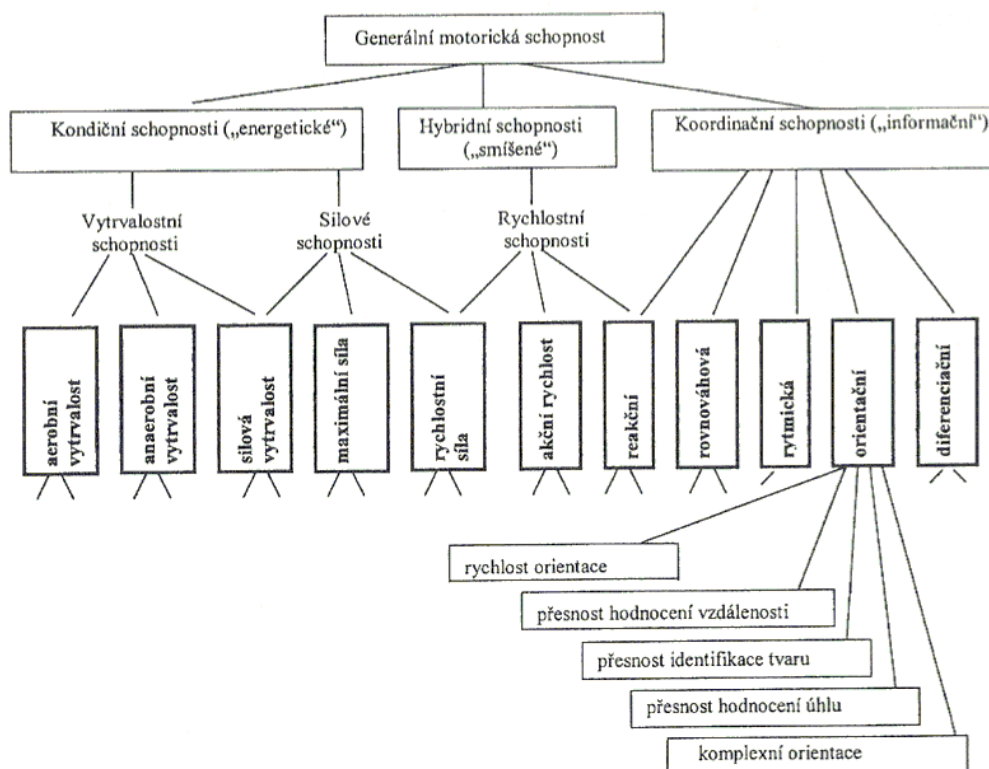 Generální motorická schopnost
Kondiční schopnosti („energetické“)
Hybridní schopnosti
(„smíšené“)
Koordinační schopnosti („informační“)
Vytrvalostní
schopnosti
Silové
schopnosti
Rychlostní
schopnosti
aerobní
vytrvalost
anaerobní
vytrvalost
silová
vytrvalost
maximální síla
rychlostní
síla
akční rychlost
reakční
rovnováhová
rytmická
orientační
diferenciační
rychlost orientace
přesnost hodnocení vzdálenosti
přesnost identifikace tvaru
přesnost hodnocení úhlu
komplexní orientace